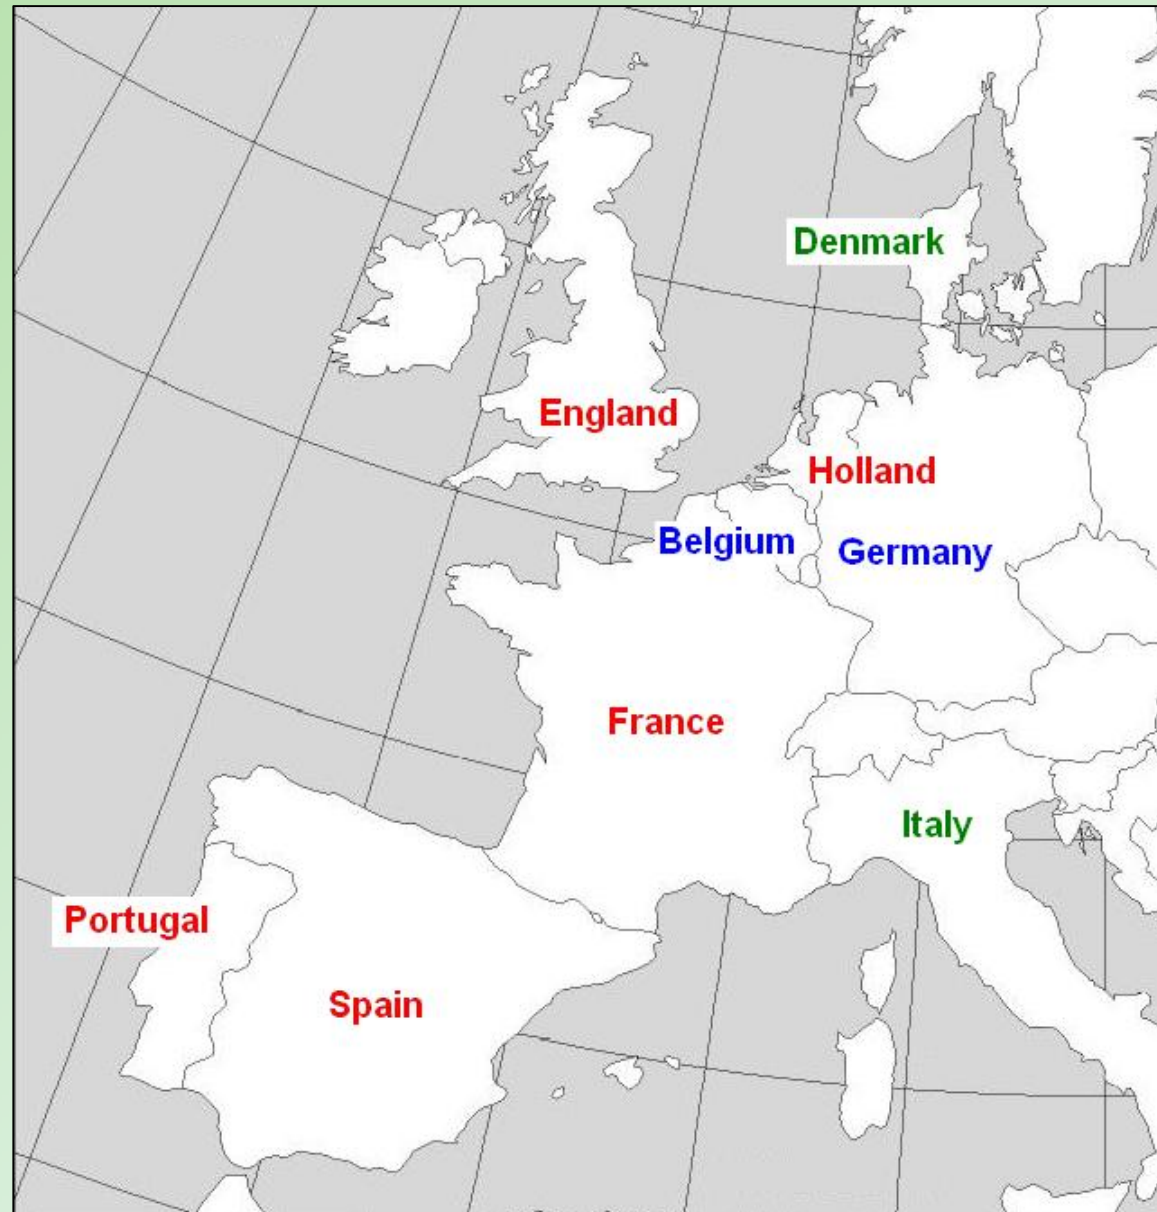 Denmark
England
Holland
Belgium
Germany
France
Italy
Portugal
Spain